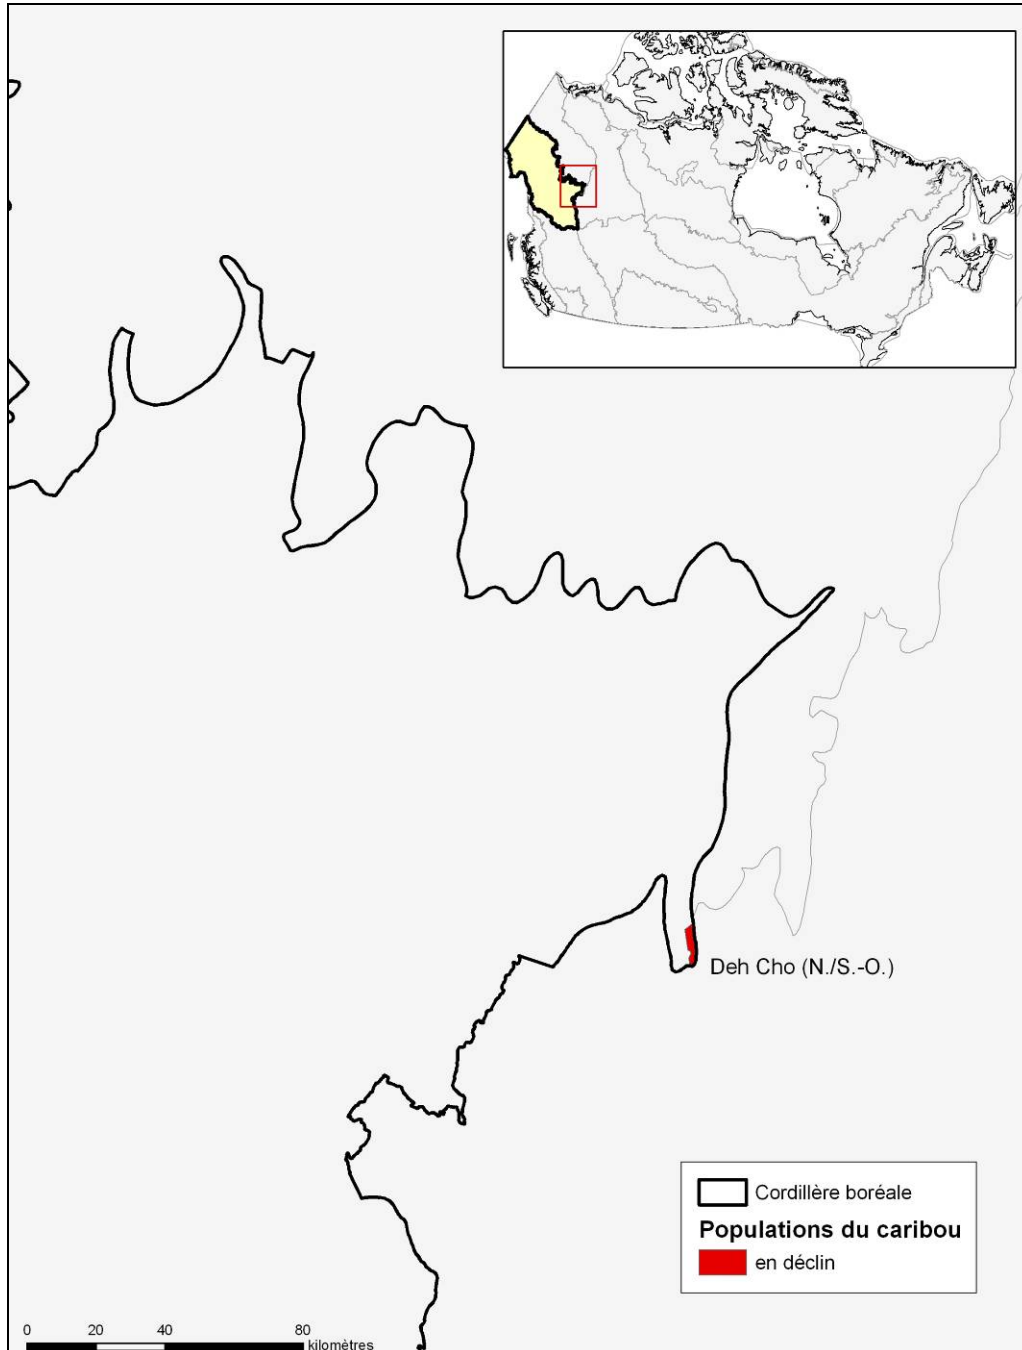 Deh Cho (N./S.-O.)
Cordillère boréale
Populations du caribou
en déclin
0 20 40 80
kilomètres